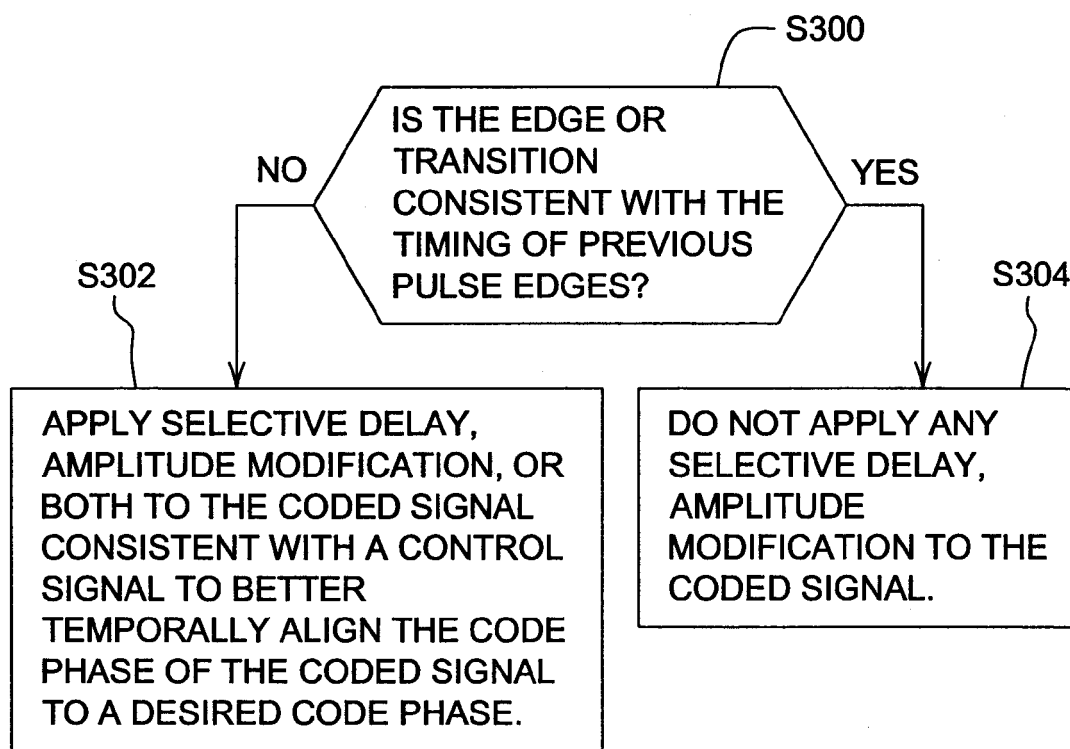 S300
IS THE EDGE OR
TRANSITION
CONSISTENT WITH THE
TIMING OF PREVIOUS
PULSE EDGES?
NO
YES
S302
S304
APPLY SELECTIVE DELAY,
AMPLITUDE MODIFICATION, OR
BOTH TO THE CODED SIGNAL
CONSISTENT WITH A CONTROL
SIGNAL TO BETTER
TEMPORALLY ALIGN THE CODE
PHASE OF THE CODED SIGNAL
TO A DESIRED CODE PHASE.
DO NOT APPLY ANY
SELECTIVE DELAY,
AMPLITUDE
MODIFICATION TO THE
CODED SIGNAL.